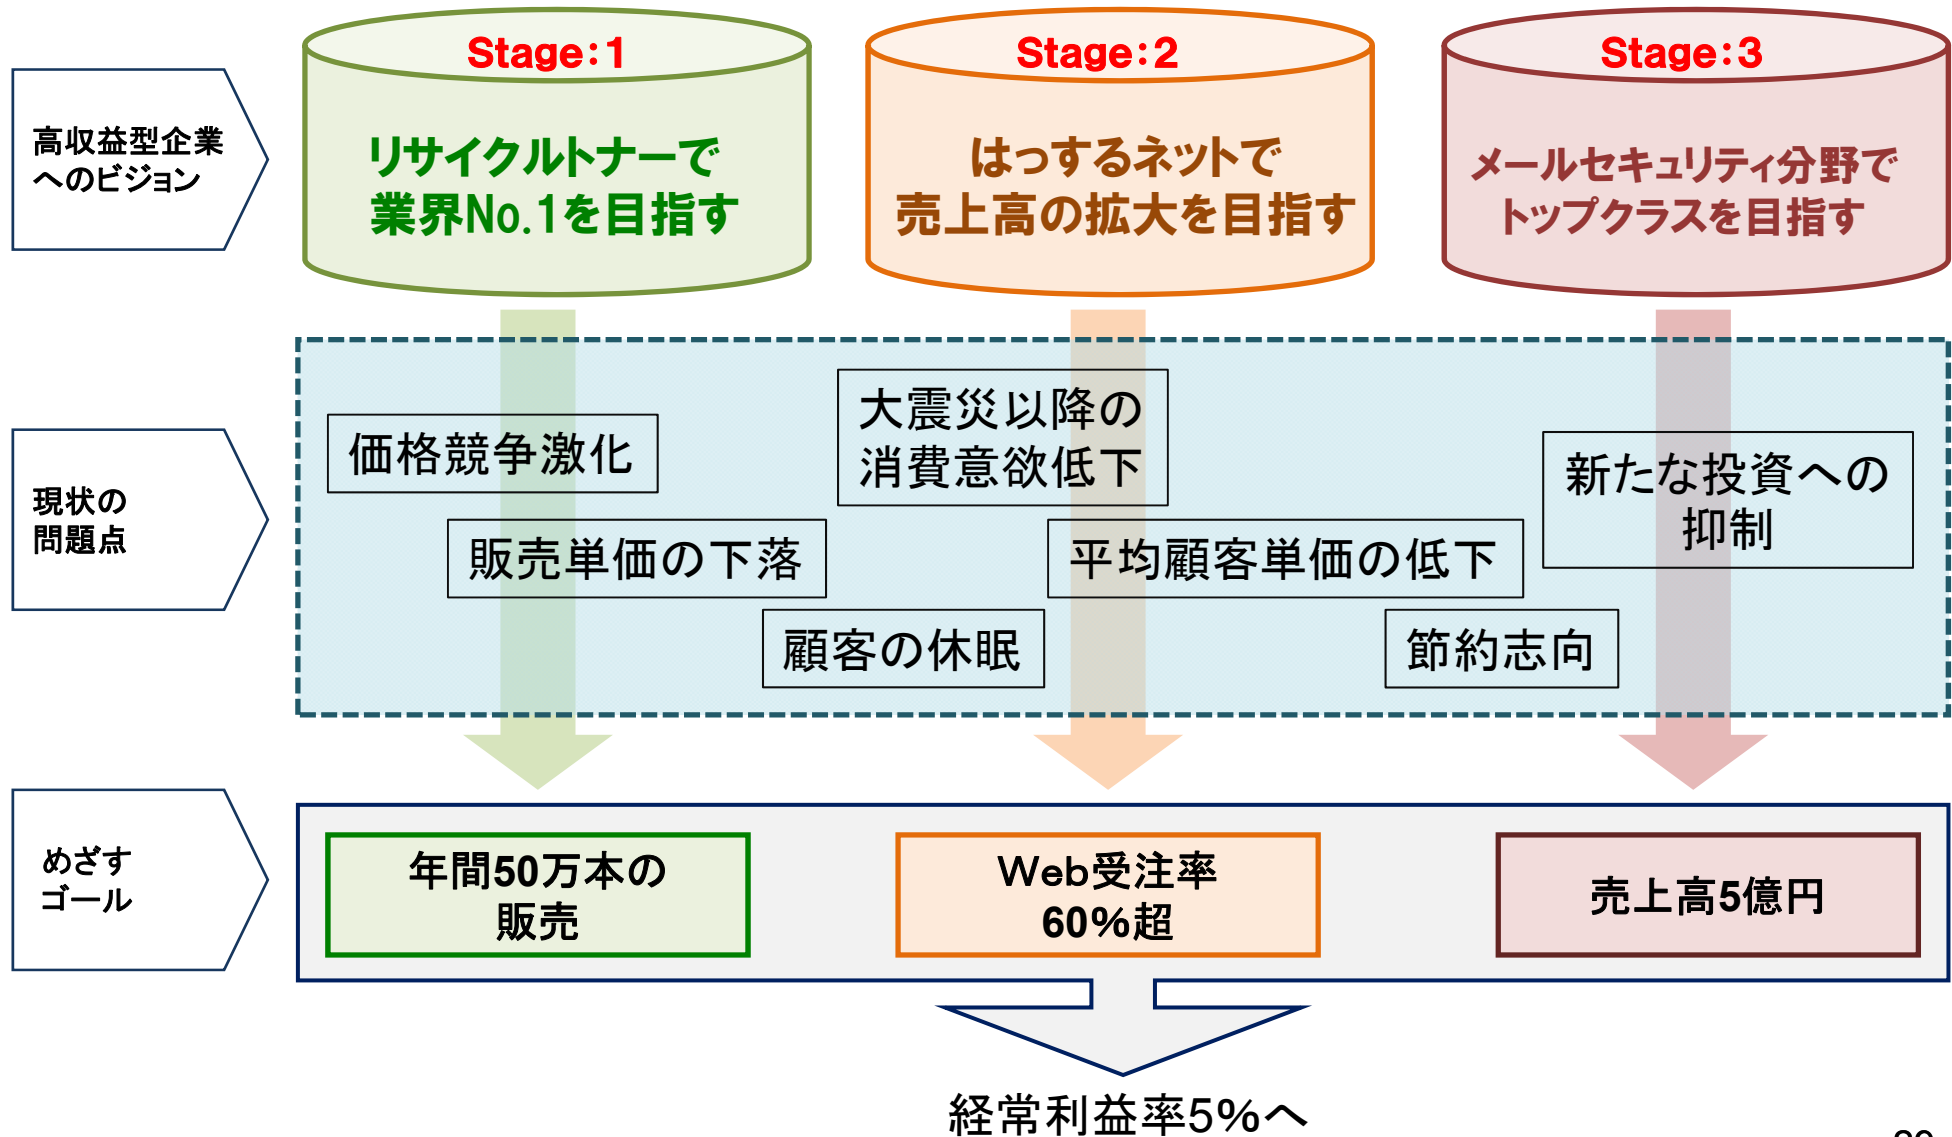 Stage：1
Stage：2
Stage：3
高収益型企業
へのビジョン
リサイクルトナーで
業界No.1を目指す
はっするネットで
売上高の拡大を目指す
メールセキュリティ分野で
トップクラスを目指す
現状の
問題点
価格競争激化
大震災以降の
消費意欲低下
新たな投資への
抑制
販売単価の下落
平均顧客単価の低下
顧客の休眠
節約志向
めざす
ゴール
年間50万本の
販売
Web受注率
60％超
売上高5億円
経常利益率5％へ